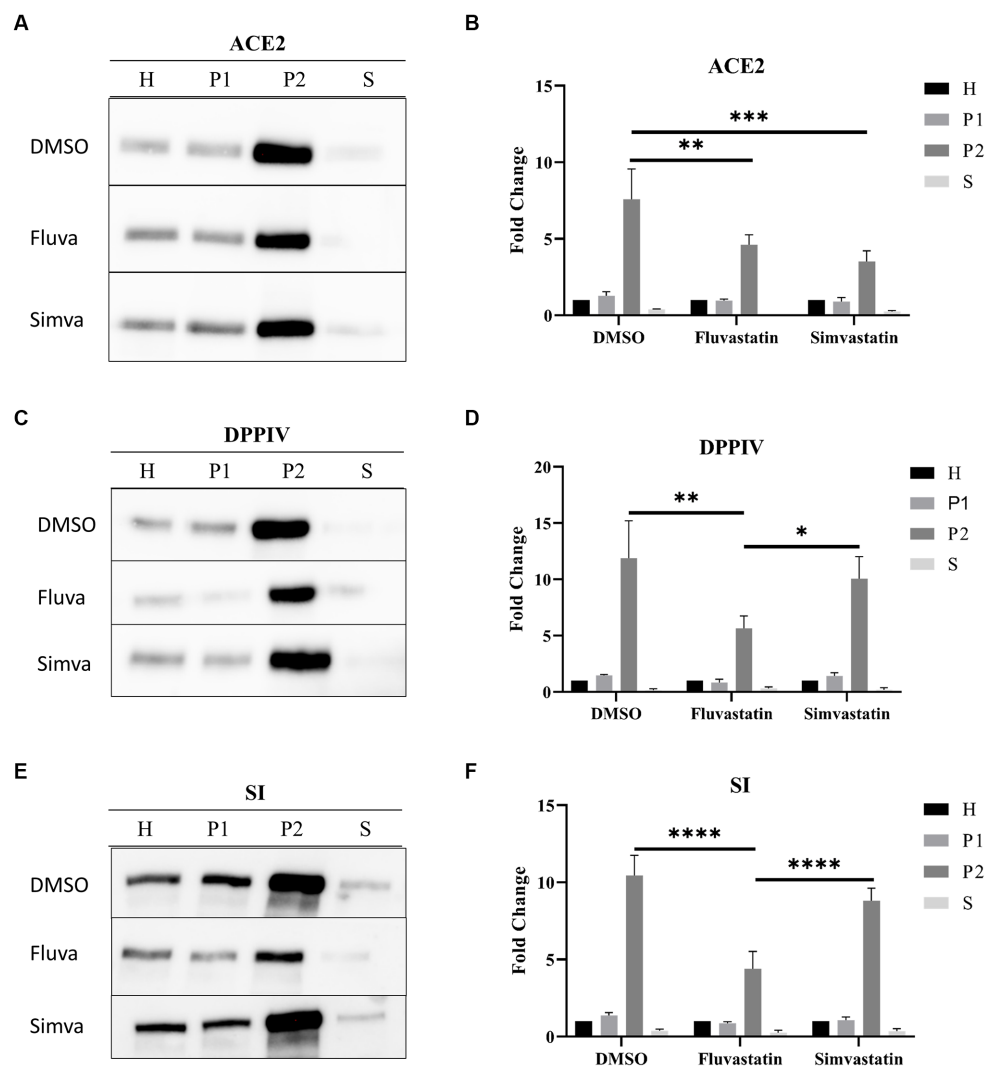 A
ACE2
H P1 P2 S
DMSO
Fluva
Simva
B
ACE2
15
10
5
0
Fold Change
***
**
DMSO Fluvastatin Simvastatin
H
P1
P2
S
C
DPPIV
H P1 P2 S
DMSO
Fluva
Simva
D
DPPIV
20
15
10
5
0
Fold Change
**
*
DMSO Fluvastatin Simvastatin
H
P1
P2
S
E
SI
H P1 P2 S
DMSO
Fluva
Simva
F
SI
15
10
5
0
Fold Change
****
****
DMSO Fluvastatin Simvastatin
H
P1
P2
S